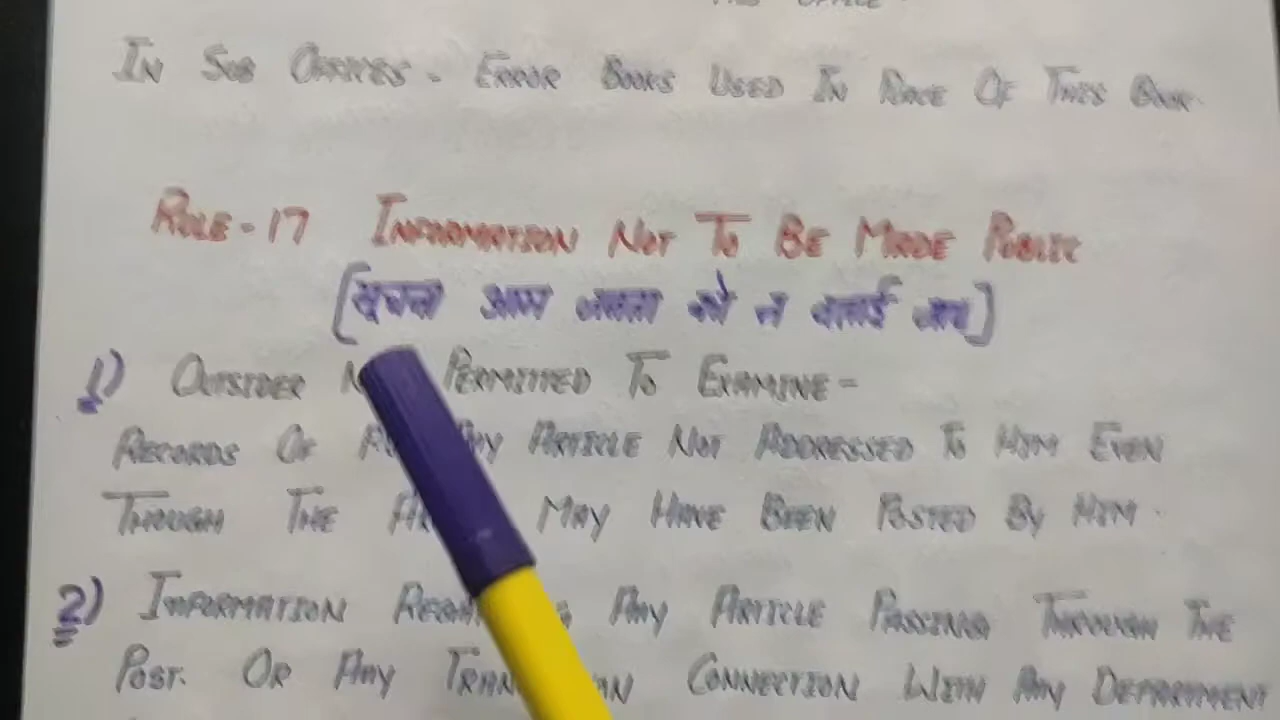 IN SUB OFFICES - ERROR BOOKS USED IN PLACE OF THIS BOOK.
RULE - 17 INFORMATION NOT TO BE MADE PUBLIC
[सूचना आम जनता को न बताई जाय]
1) OUTSIDER PERMITTED TO EXAMINE -
RECORDS OF ANY ARTICLE NOT ADDRESSED TO HIM EVEN
THOUGH THE MAY HAVE BEEN POSTED BY HIM.
2) INFORMATION ANY ARTICLE PASSING THROUGH THE
POST. OR ANY CONNECTION WITH ANY DEPARTMENT